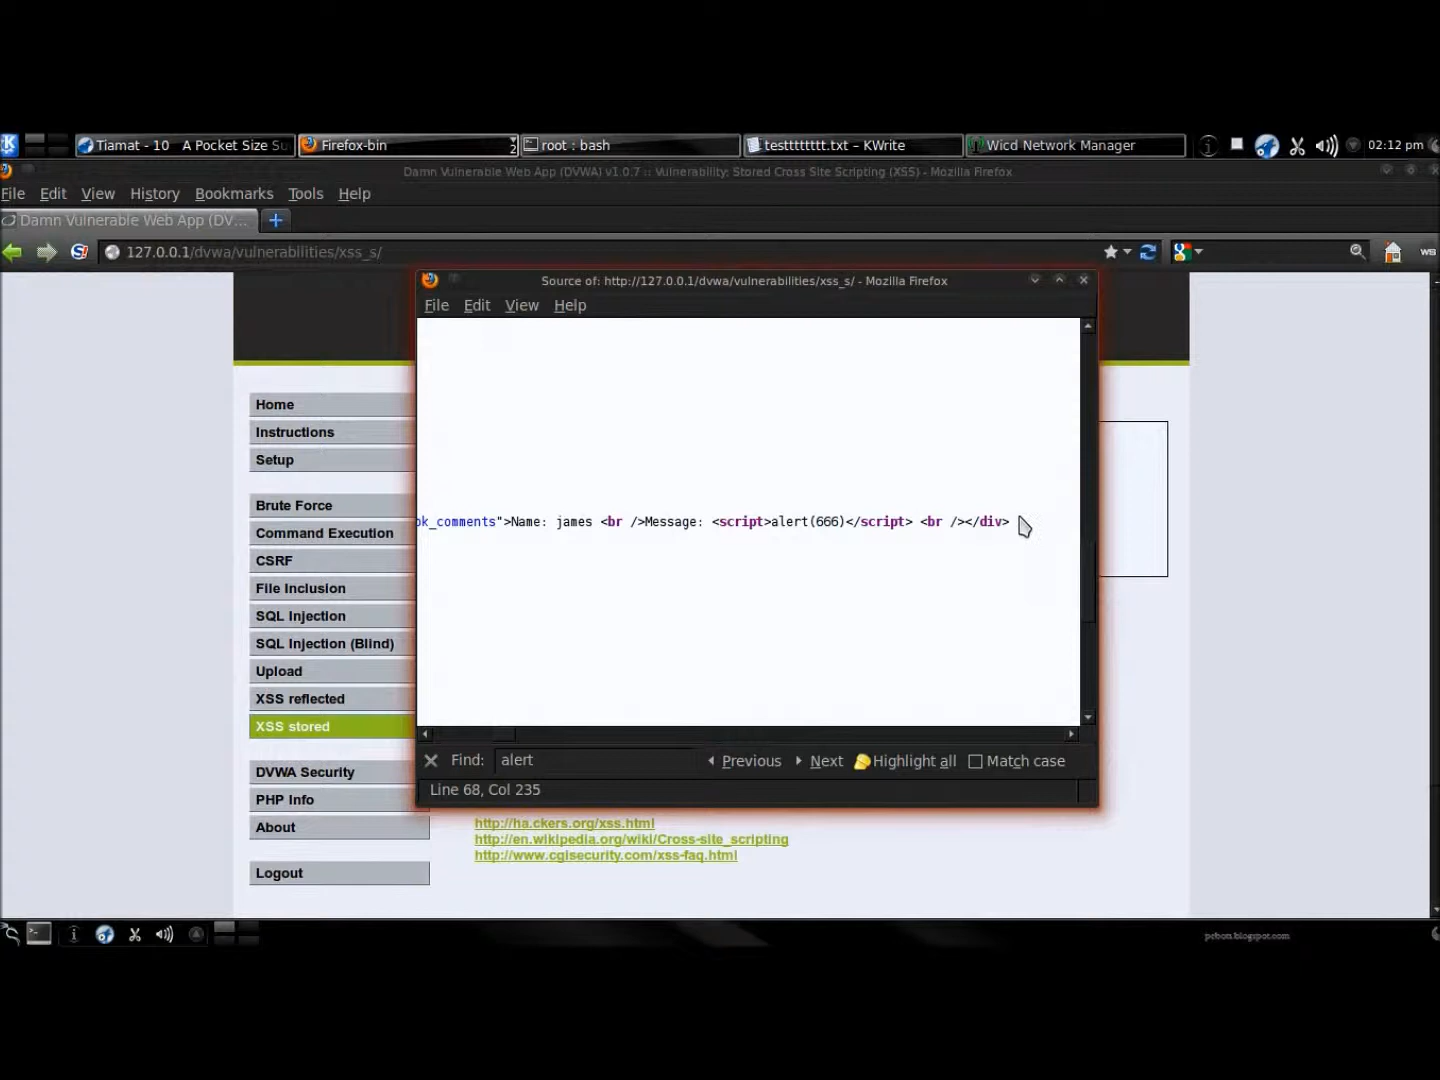 Tiamat - 10 A Pocket Size Su
Firefox-bin
2
root : bash
testttttttt.txt – KWrite
Wicd Network Manager
02:12 pm
Damn Vulnerable Web App (DVWA) v1.0.7 :: Vulnerability: Stored Cross Site Scripting (XSS) - Mozilla Firefox
File Edit View History Bookmarks Tools Help
Damn Vulnerable Web App (DV...
127.0.0.1/dvwa/vulnerabilities/xss_s/
Source of: http://127.0.0.1/dvwa/vulnerabilities/xss_s/ - Mozilla Firefox
File Edit View Help
Home
Instructions
Setup
Brute Force
Command Execution
CSRF
File Inclusion
SQL Injection
SQL Injection (Blind)
Upload
XSS reflected
XSS stored
DVWA Security
PHP Info
About
Logout
ok_comments">Name: james <br />Message: <script>alert(666)</script> <br /></div>
Find: alert Previous Next Highlight all Match case
Line 68, Col 235
http://ha.ckers.org/xss.html
http://en.wikipedia.org/wiki/Cross-site_scripting
http://www.cgisecurity.com/xss-faq.html